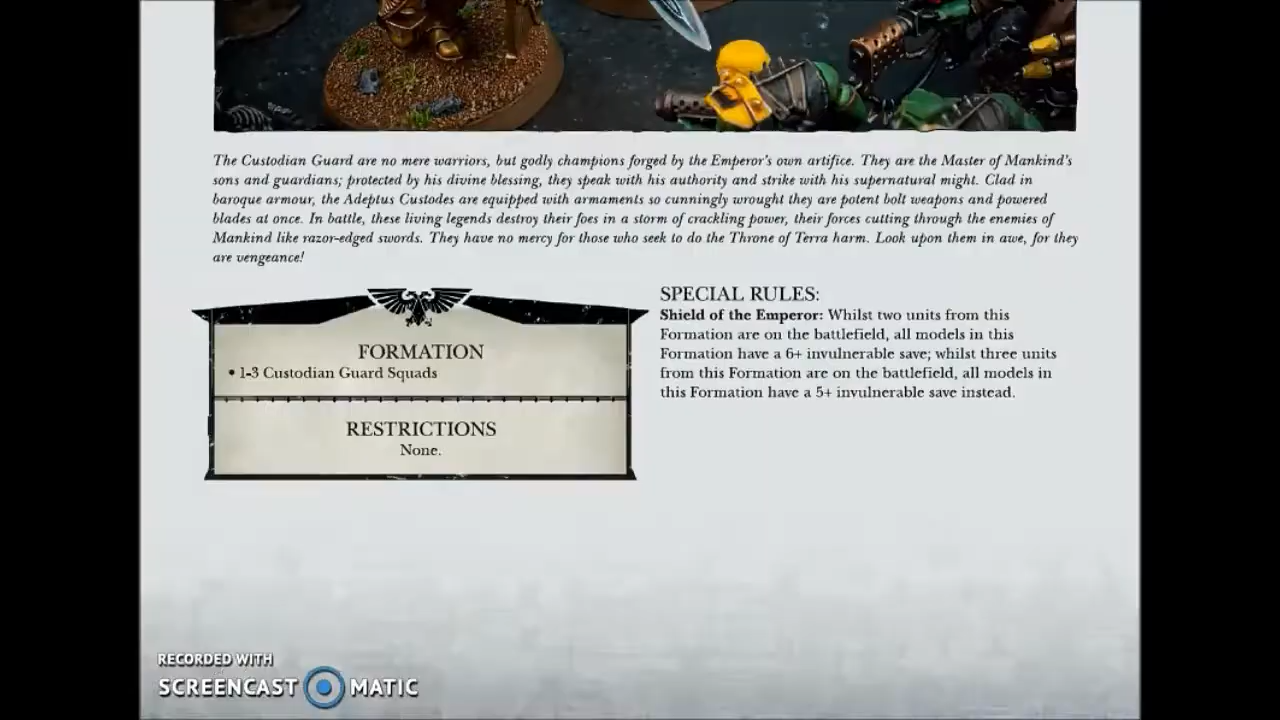 The Custodian Guard are no mere warriors, but godly champions forged by the Emperor's own artifice. They are the Master of Mankind's
sons and guardians; protected by his divine blessing, they speak with his authority and strike with his supernatural might. Clad in
baroque armour, the Adeptus Custodes are equipped with armaments so cunningly wrought they are potent bolt weapons and powered
blades at once. In battle, these living legends destroy their foes in a storm of crackling power, their forces cutting through the enemies of
Mankind like razor-edged swords. They have no mercy for those who seek to do the Throne of Terra harm. Look upon them in awe, for they
are vengeance!
FORMATION
• 1-3 Custodian Guard Squads
RESTRICTIONS
None.
SPECIAL RULES:
Shield of the Emperor: Whilst two units from this
Formation are on the battlefield, all models in this
Formation have a 6+ invulnerable save; whilst three units
from this Formation are on the battlefield, all models in
this Formation have a 5+ invulnerable save instead.
RECORDED WITH
SCREENCAST MATIC